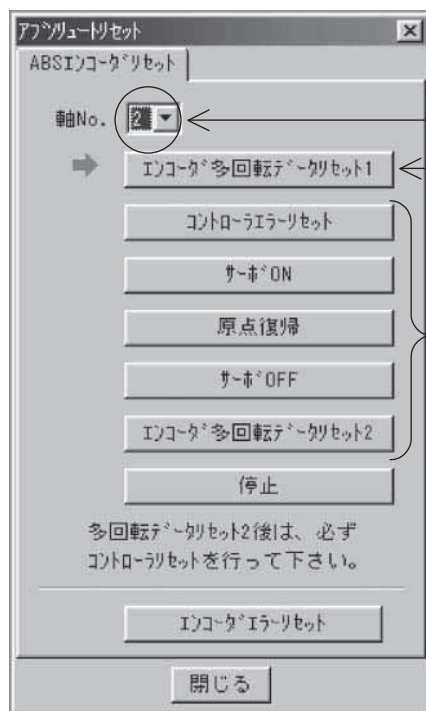 ｱﾌﾞｿﾘｭｰﾄﾘｾｯﾄ
ABSｴﾝｺｰﾀﾞﾘｾｯﾄ
軸No. 2
ｴﾝｺｰﾀﾞ多回転ﾃﾞｰﾀﾘｾｯﾄ1
ｺﾝﾄﾛｰﾗｴﾗｰﾘｾｯﾄ
ｻｰﾎﾞON
原点復帰
ｻｰﾎﾞOFF
ｴﾝｺｰﾀﾞ多回転ﾃﾞｰﾀﾘｾｯﾄ2
停止
多回転ﾃﾞｰﾀﾘｾｯﾄ2後は、必ず
ｺﾝﾄﾛｰﾗﾘｾｯﾄを行って下さい。
ｴﾝｺｰﾀﾞｴﾗｰﾘｾｯﾄ
閉じる